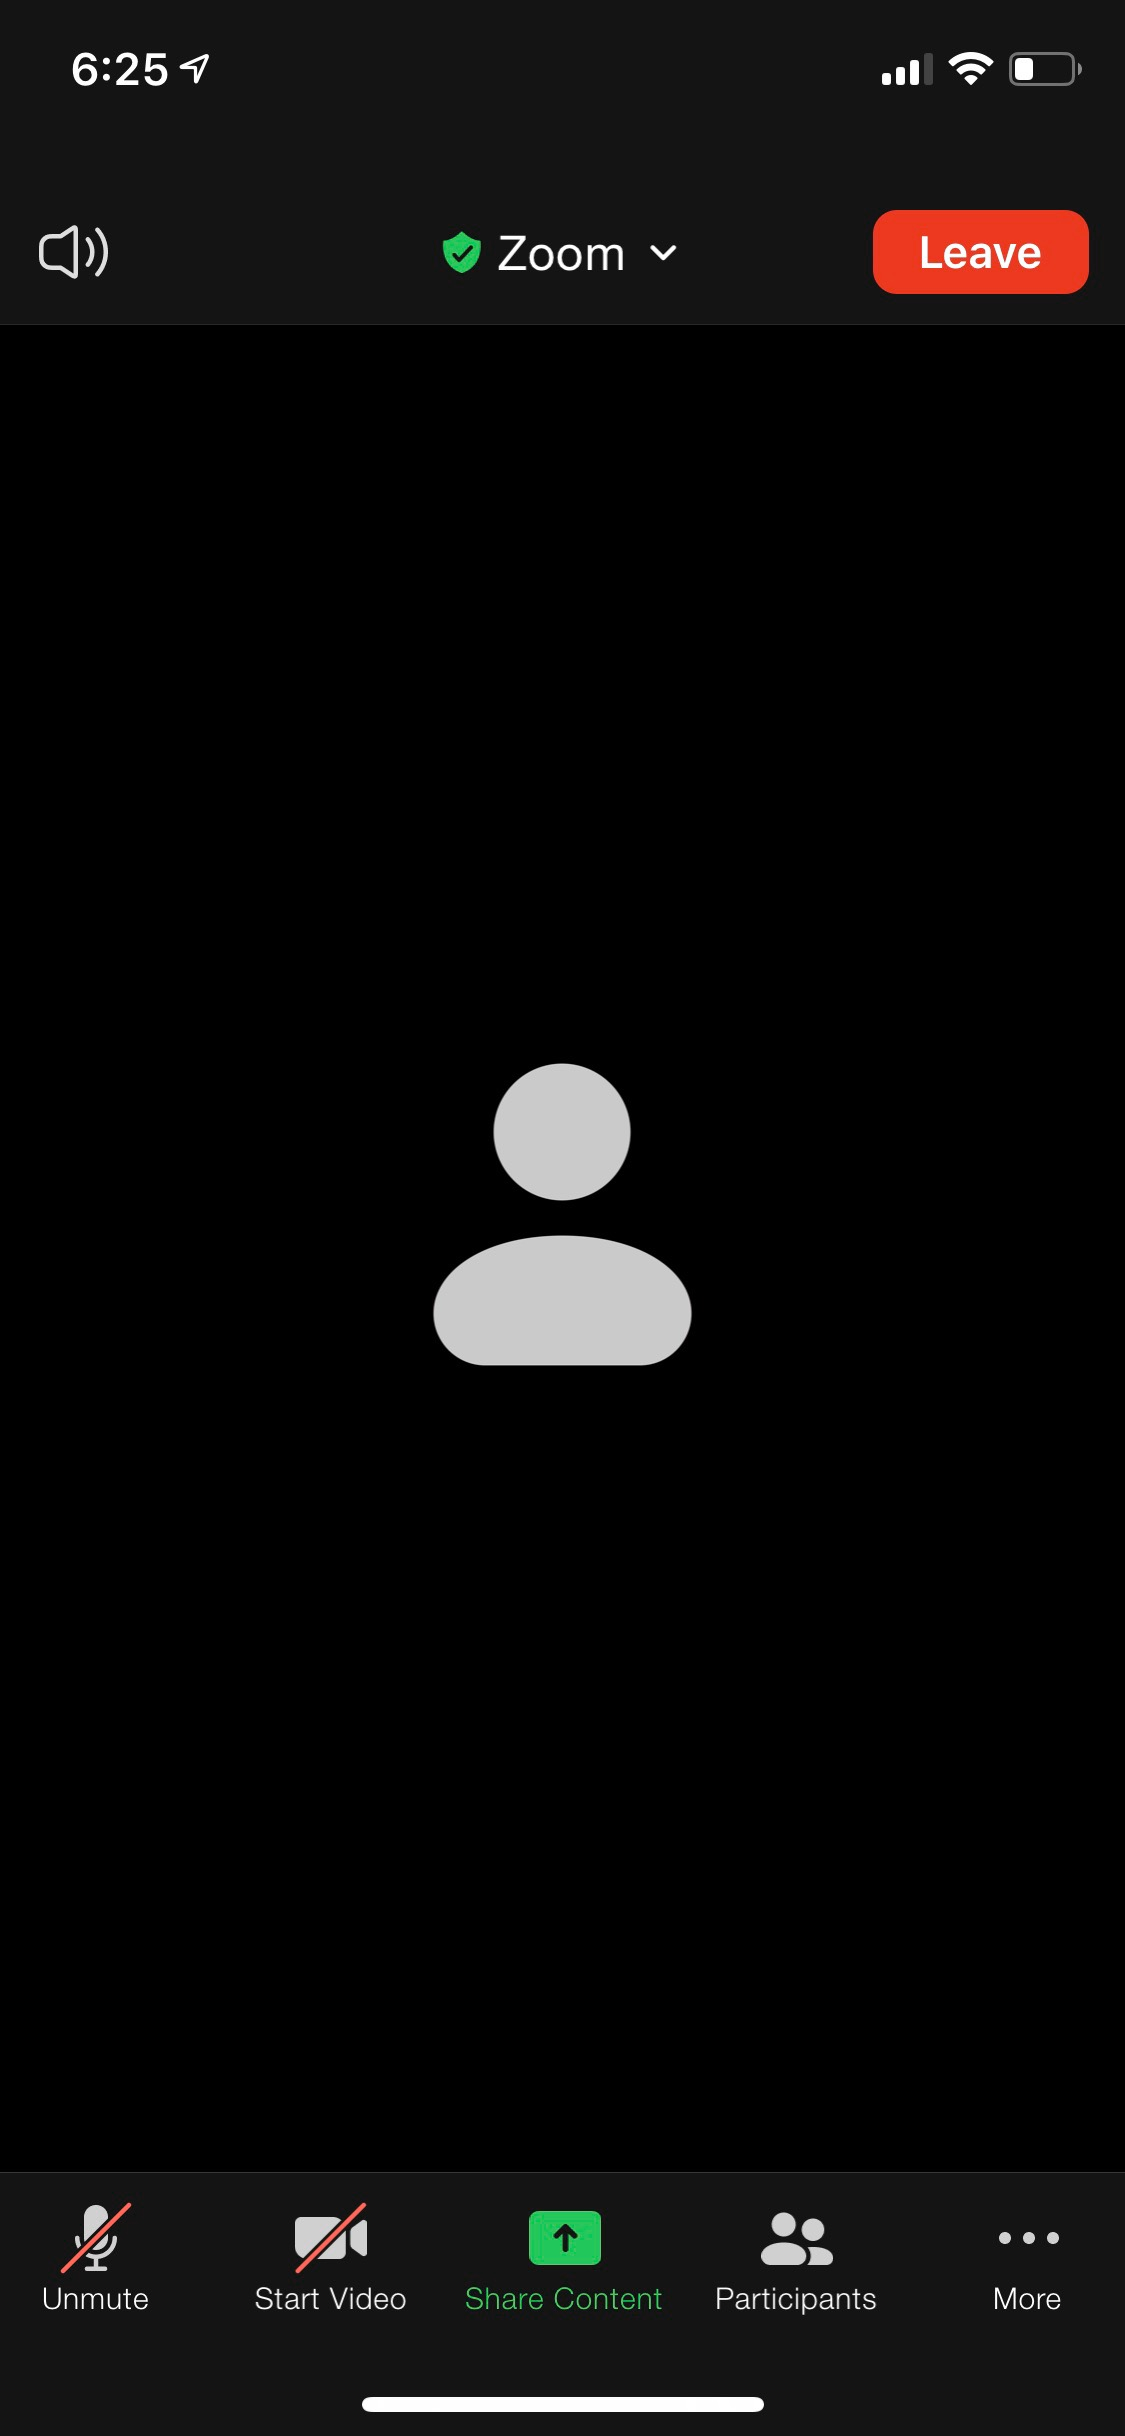 6:25
Zoom
Leave
Unmute
Start Video
Share Content
Participants
More